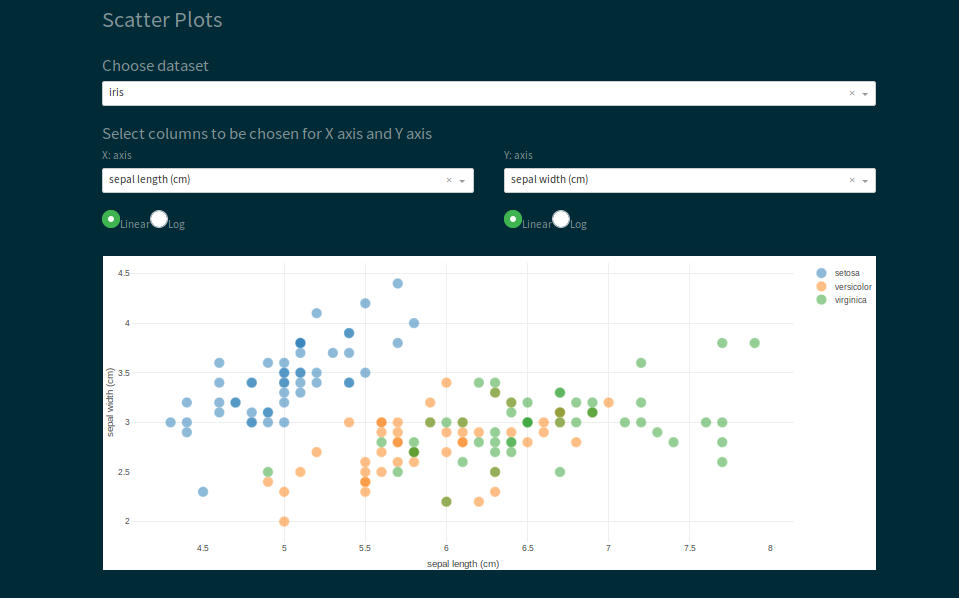 Scatter Plots
Choose dataset
iris
Select columns to be chosen for X axis and Y axis
X: axis
Y: axis
sepal length (cm)
sepal width (cm)
Linear Log
Linear Log
setosa
versicolor
virginica
4.5
4
3.5
3
2.5
2
sepal width (cm)
4.5 5 5.5 6 6.5 7 7.5 8
sepal length (cm)